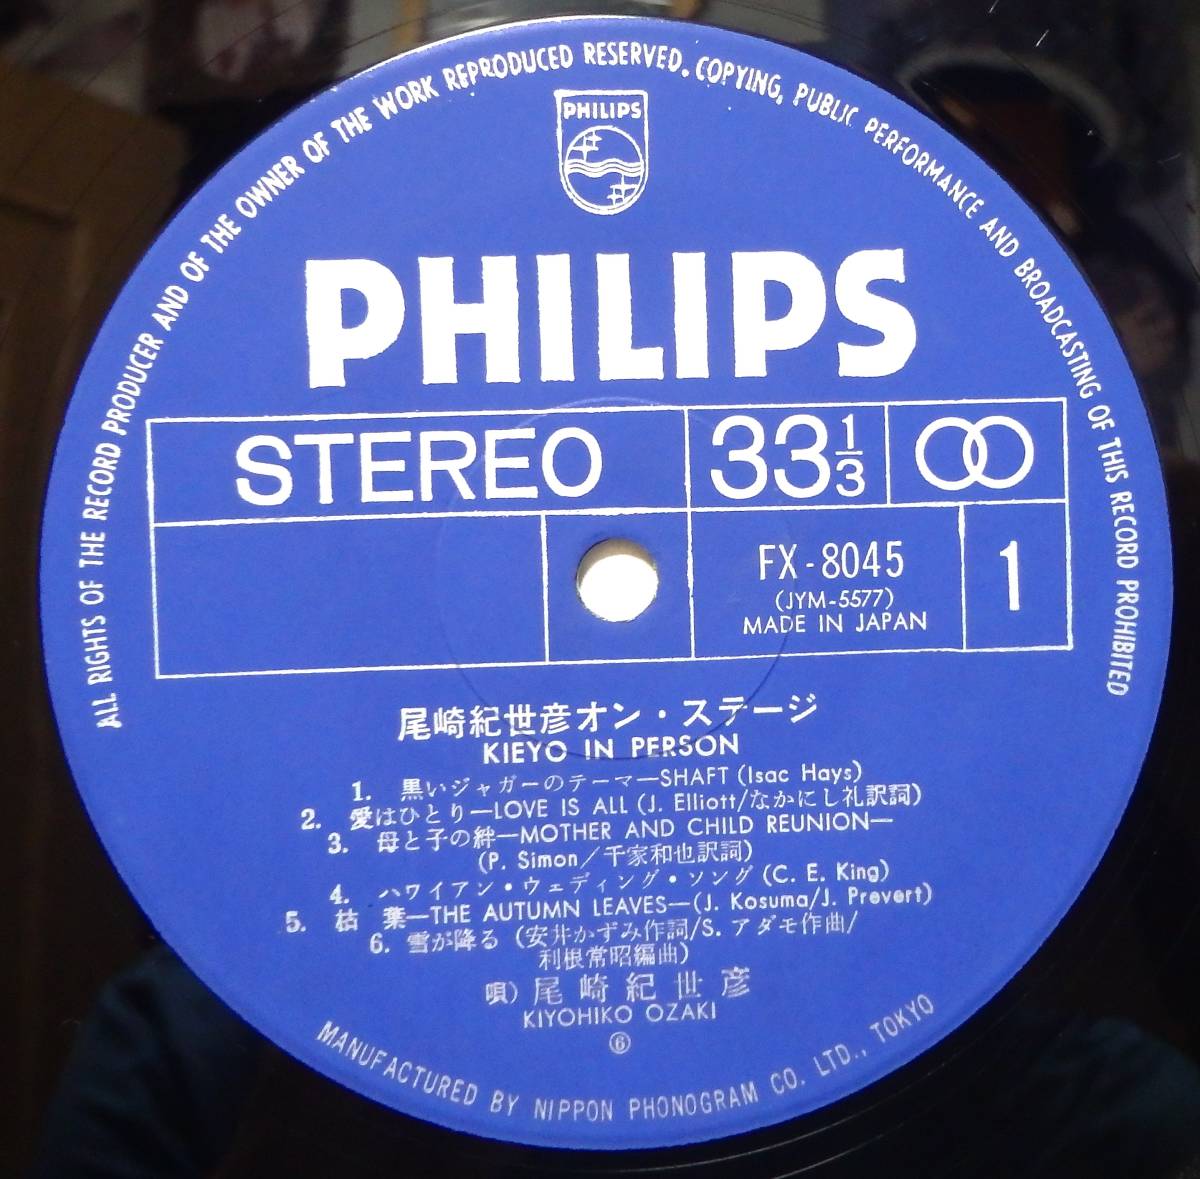 ALL RIGHTS OF THE RECORD PRODUCER AND OF THE OWNER OF THE WORK REPRODUCED RESERVED. COPYING, PUBLIC PERFORMANCE AND BROADCASTING OF THIS RECORD PROHIBITED
PHILIPS
PHILIPS
STEREO
33 1/3
FX-8045
(JYM-5577)
MADE IN JAPAN
1
尾崎紀世彦オン・ステージ
KIEYO IN PERSON
1. 黒いジャガーのテーマ—SHAFT (Isac Hays)
2. 愛はひとり—LOVE IS ALL (J. Elliott/なかにし礼訳詞)
3. 母と子の絆—MOTHER AND CHILD REUNION—
(P. Simon/千家和也訳詞)
4. ハワイアン・ウェディング・ソング (C. E. King)
5. 枯 葉—THE AUTUMN LEAVES—(J. Kosuma/J. Prevert)
6. 雪が降る (安井かずみ作詞/S. アダモ作曲/
利根常昭編曲)
唄) 尾崎紀世彦
KIYOHIKO OZAKI
⑥
MANUFACTURED BY NIPPON PHONOGRAM CO. LTD., TOKYO